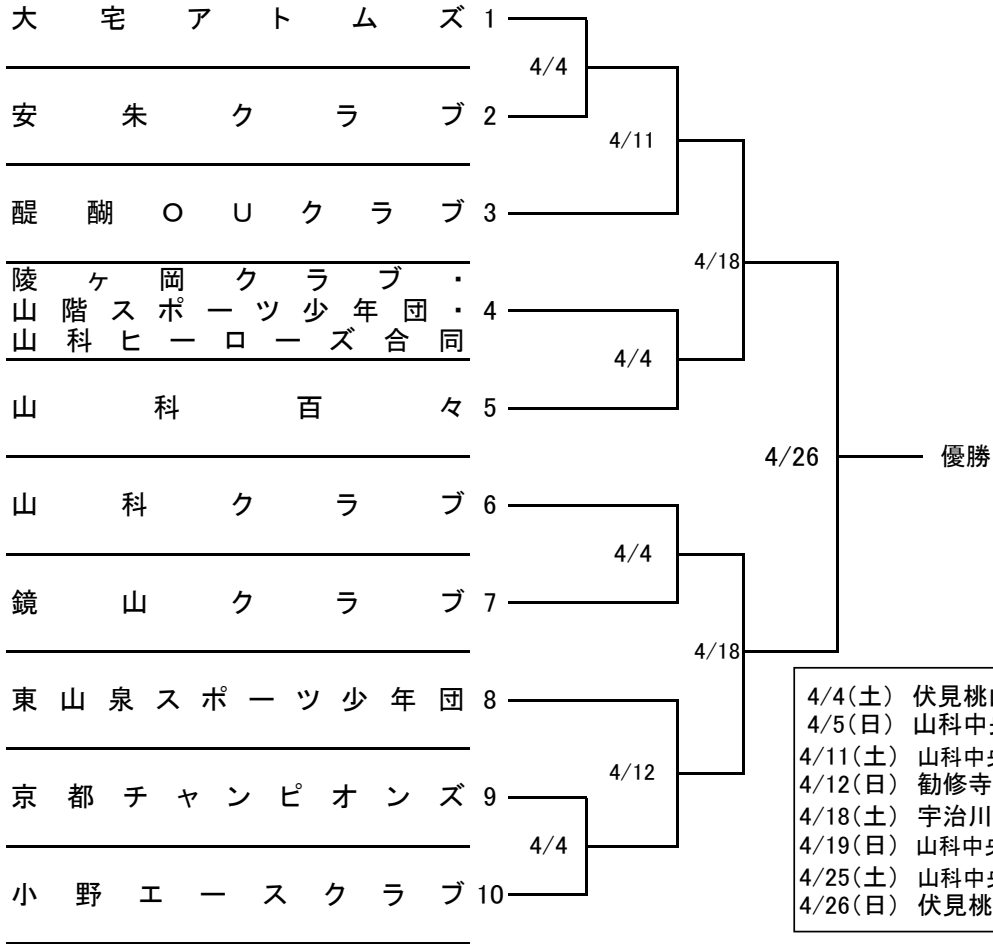 大宅アトムズ 1
4/4
安朱クラブ 2
4/11
醍醐ＯＵクラブ 3
4/18
陵ヶ岡クラブ・
山階スポーツ少年団・ 4
山科ヒーローズ合同
4/4
山科百々 5
4/26 優勝
山科クラブ 6
4/4
鏡山クラブ 7
4/18
東山泉スポーツ少年団 8
4/12
京都チャンピオンズ 9
4/4
小野エースクラブ 10
4/4(土) 伏見桃
4/5(日) 山科中
4/11(土) 山科中
4/12(日) 勧修寺
4/18(土) 宇治川
4/19(日) 山科中
4/25(土) 山科中
4/26(日) 伏見桃